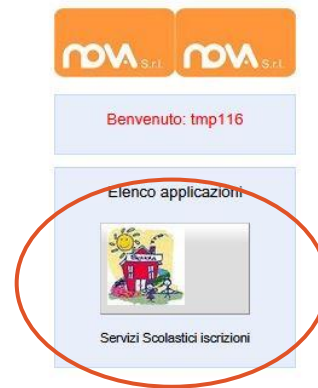 NOVA S.r.l. NOVA S.r.l.
Benvenuto: tmp116
Elenco applicazioni
Servizi Scolastici iscrizioni